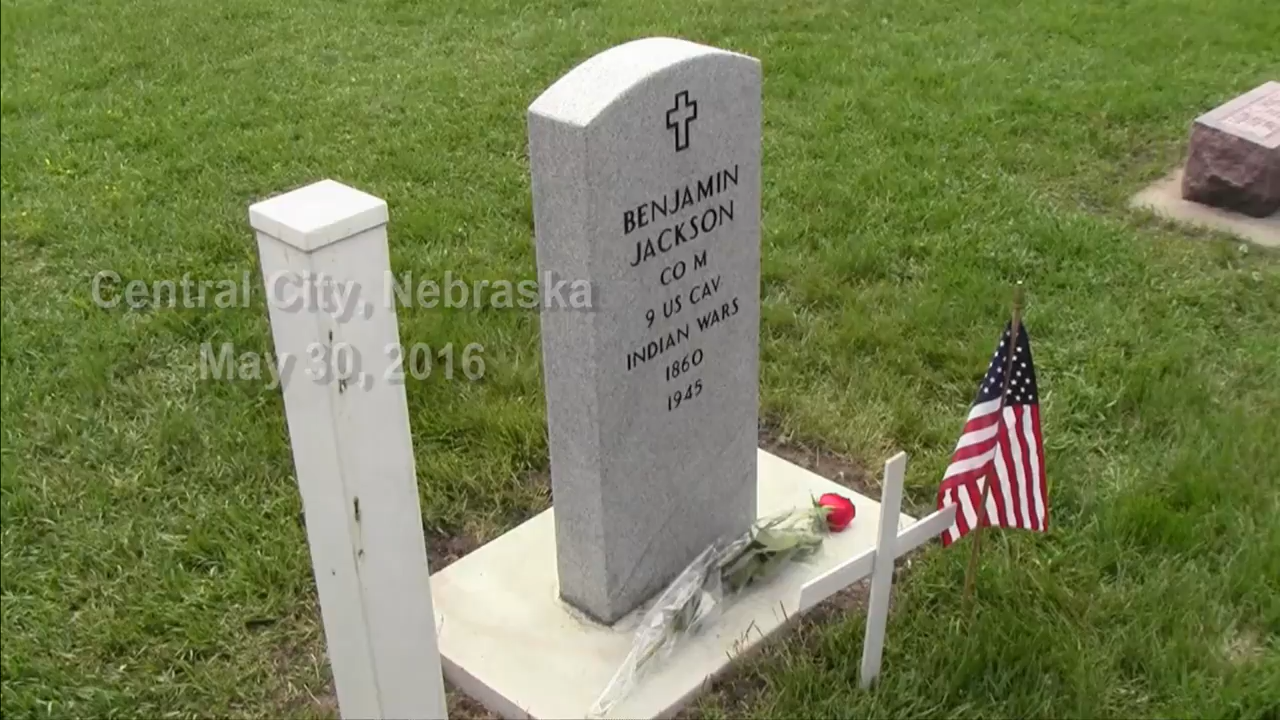 Central City, Nebraska
May 30, 2016
BENJAMIN
JACKSON
CO M
9 US CAV
INDIAN WARS
1860
1945